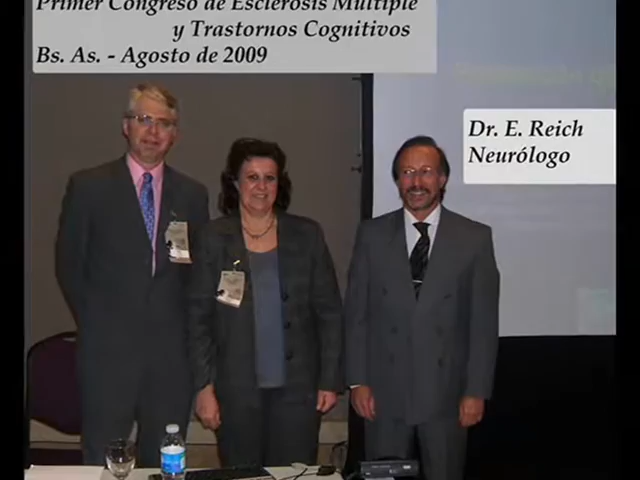 Primer Congreso de Esclerosis Múltiple
y Trastornos Cognitivos
Bs. As. - Agosto de 2009
Dr. E. Reich
Neurólogo